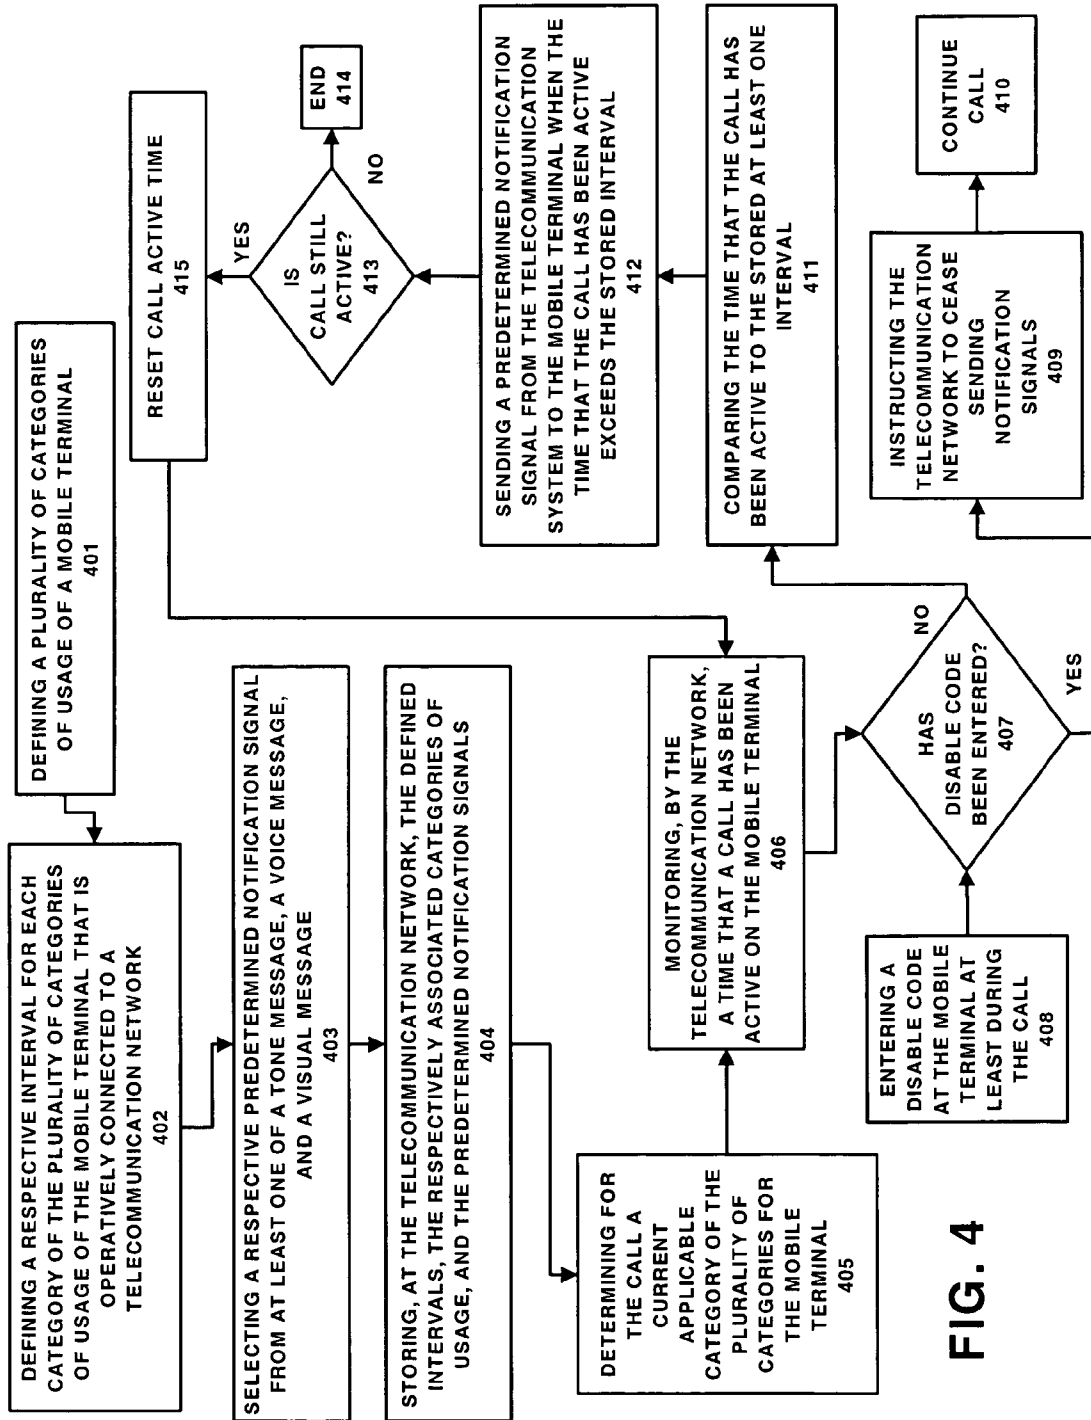 DEFINING A PLURALITY OF CATEGORIES
OF USAGE OF A MOBILE TERMINAL
401
DEFINING A RESPECTIVE INTERVAL FOR EACH
CATEGORY OF THE PLURALITY OF CATEGORIES
OF USAGE OF THE MOBILE TERMINAL THAT IS
OPERATIVELY CONNECTED TO A
TELECOMMUNICATION NETWORK
402
SELECTING A RESPECTIVE PREDETERMINED NOTIFICATION SIGNAL
FROM AT LEAST ONE OF A TONE MESSAGE, A VOICE MESSAGE,
AND A VISUAL MESSAGE
403
STORING, AT THE TELECOMMUNICATION NETWORK, THE DEFINED
INTERVALS, THE RESPECTIVELY ASSOCIATED CATEGORIES OF
USAGE, AND THE PREDETERMINED NOTIFICATION SIGNALS
404
DETERMINING FOR
THE CALL A
CURRENT
APPLICABLE
CATEGORY OF THE
PLURALITY OF
CATEGORIES FOR
THE MOBILE
TERMINAL
405
MONITORING, BY THE
TELECOMMUNICATION NETWORK,
A TIME THAT A CALL HAS BEEN
ACTIVE ON THE MOBILE TERMINAL
406
HAS
DISABLE CODE
BEEN ENTERED?
407
NO
YES
ENTERING A
DISABLE CODE
AT THE MOBILE
TERMINAL AT
LEAST DURING
THE CALL
408
INSTRUCTING THE
TELECOMMUNICATION
NETWORK TO CEASE
SENDING
NOTIFICATION
SIGNALS
409
CONTINUE
CALL
410
COMPARING THE TIME THAT THE CALL HAS
BEEN ACTIVE TO THE STORED AT LEAST ONE
INTERVAL
411
SENDING A PREDETERMINED NOTIFICATION
SIGNAL FROM THE TELECOMMUNICATION
SYSTEM TO THE MOBILE TERMINAL WHEN THE
TIME THAT THE CALL HAS BEEN ACTIVE
EXCEEDS THE STORED INTERVAL
412
IS
CALL STILL
ACTIVE?
413
NO
YES
END
414
RESET CALL ACTIVE TIME
415
FIG. 4